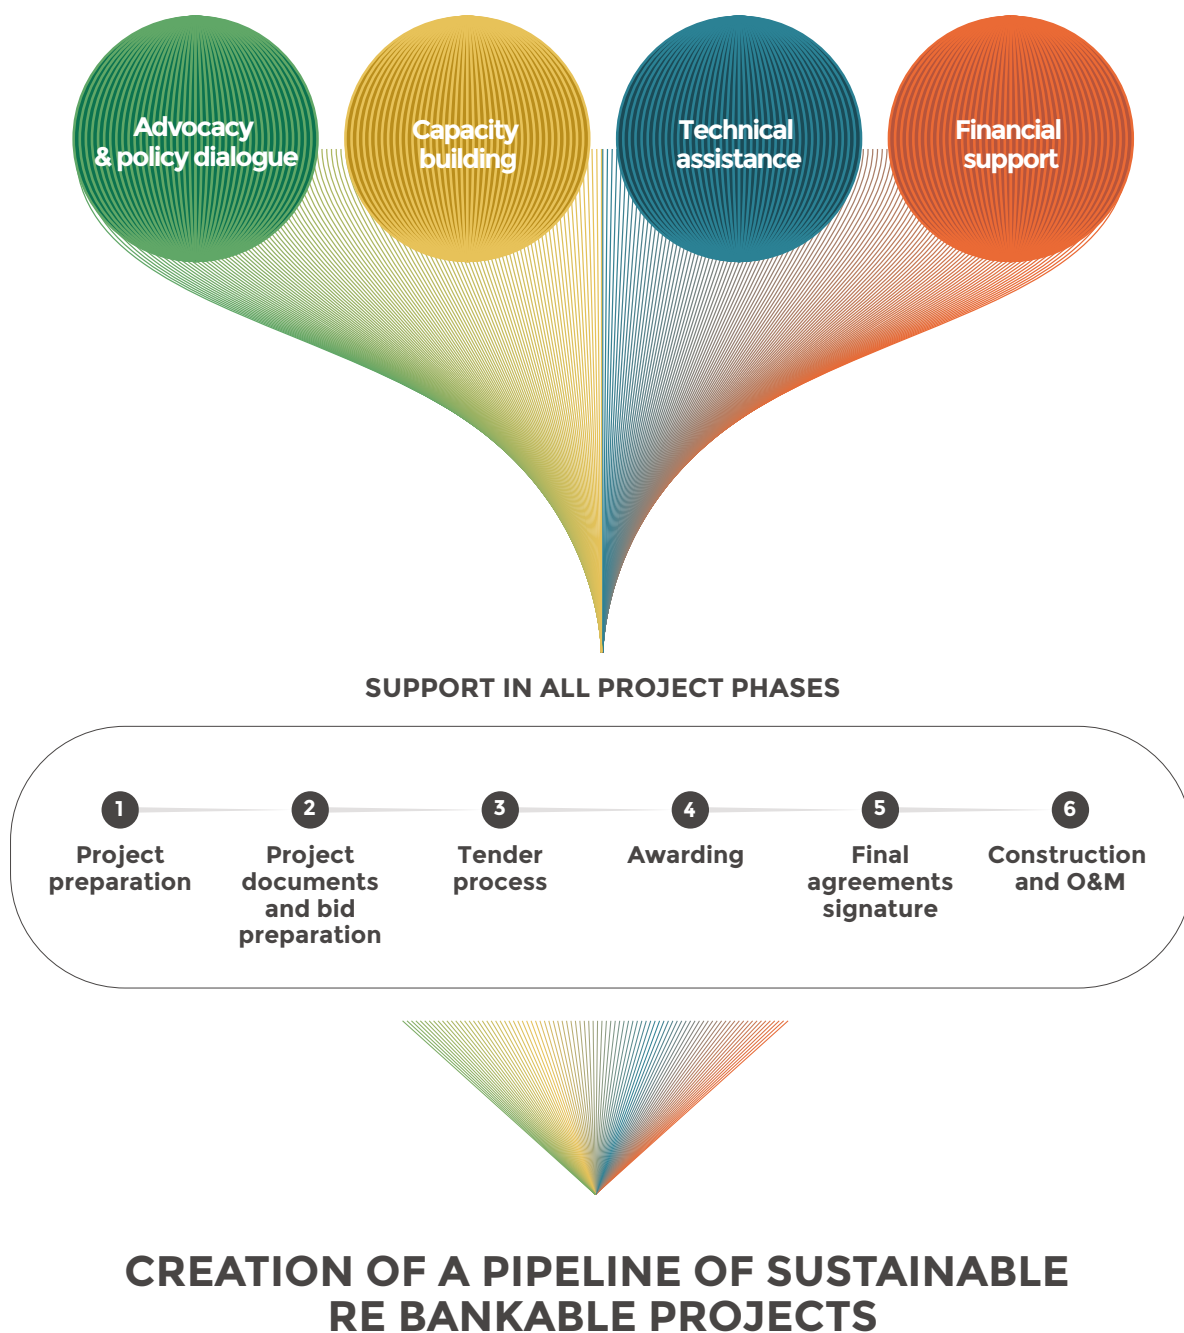 Advocacy
& policy dialogue
Capacity
building
Technical
assistance
Financial
support
SUPPORT IN ALL PROJECT PHASES
1
Project
preparation
2
Project
documents
and bid
preparation
3
Tender
process
4
Awarding
5
Final
agreements
signature
6
Construction
and O&M
CREATION OF A PIPELINE OF SUSTAINABLE
RE BANKABLE PROJECTS